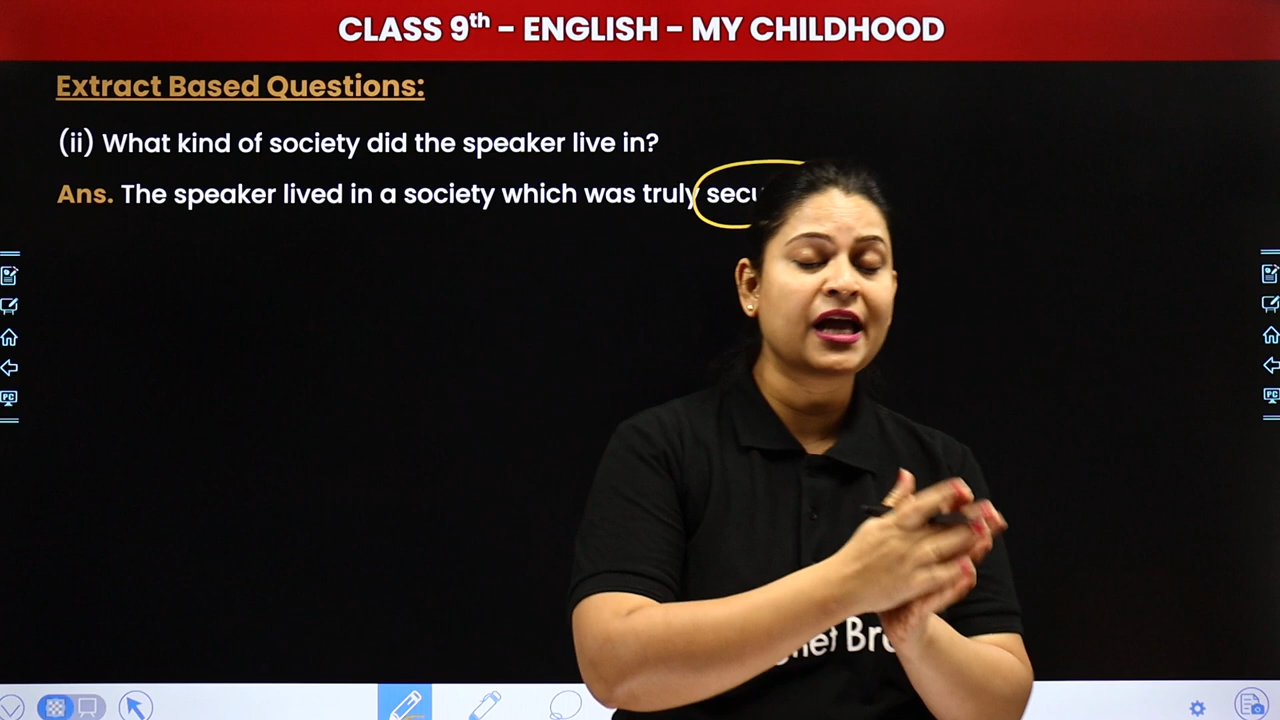 CLASS 9th - ENGLISH - MY CHILDHOOD
Extract Based Questions:
(ii) What kind of society did the speaker live in?
Ans. The speaker lived in a society which was truly